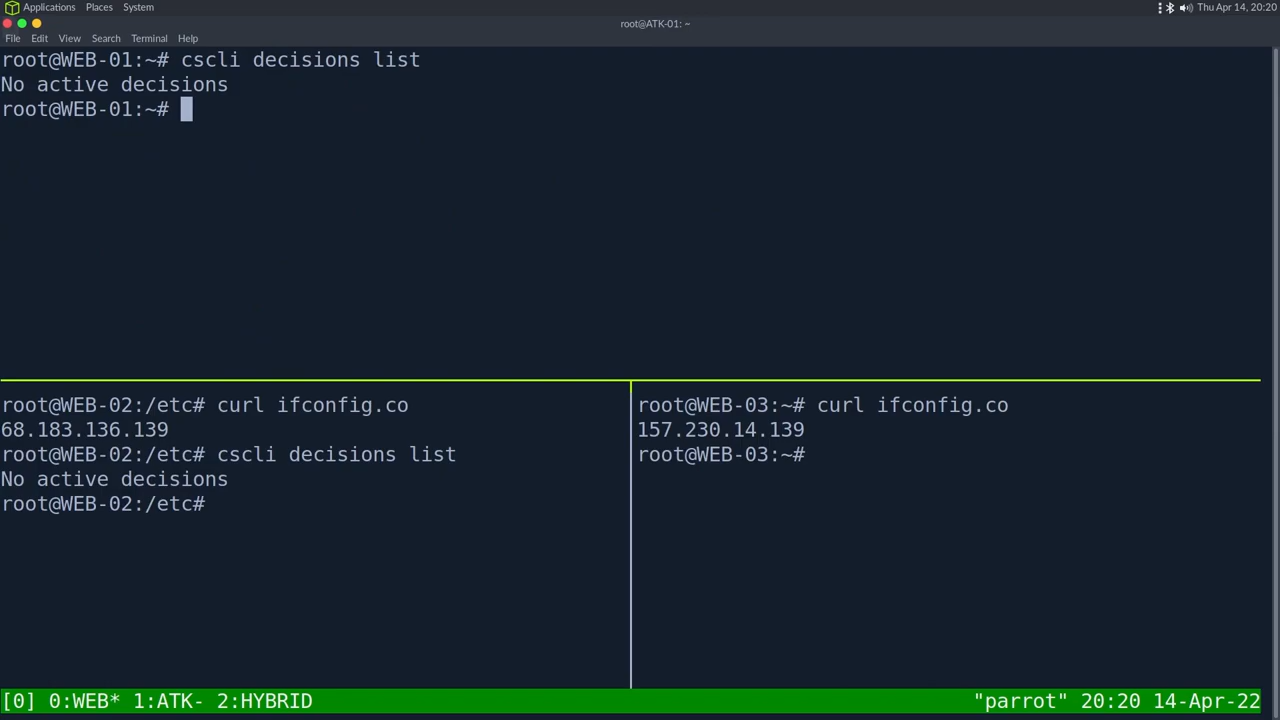 Applications Places System
Thu Apr 14, 20:20
root@ATK-01: ~
File Edit View Search Terminal Help
root@WEB-01:~# cscli decisions list
No active decisions
root@WEB-01:~#
root@WEB-02:/etc# curl ifconfig.co
68.183.136.139
root@WEB-02:/etc# cscli decisions list
No active decisions
root@WEB-02:/etc#
root@WEB-03:~# curl ifconfig.co
157.230.14.139
root@WEB-03:~#
[0] 0:WEB* 1:ATK- 2:HYBRID
"parrot" 20:20 14-Apr-22